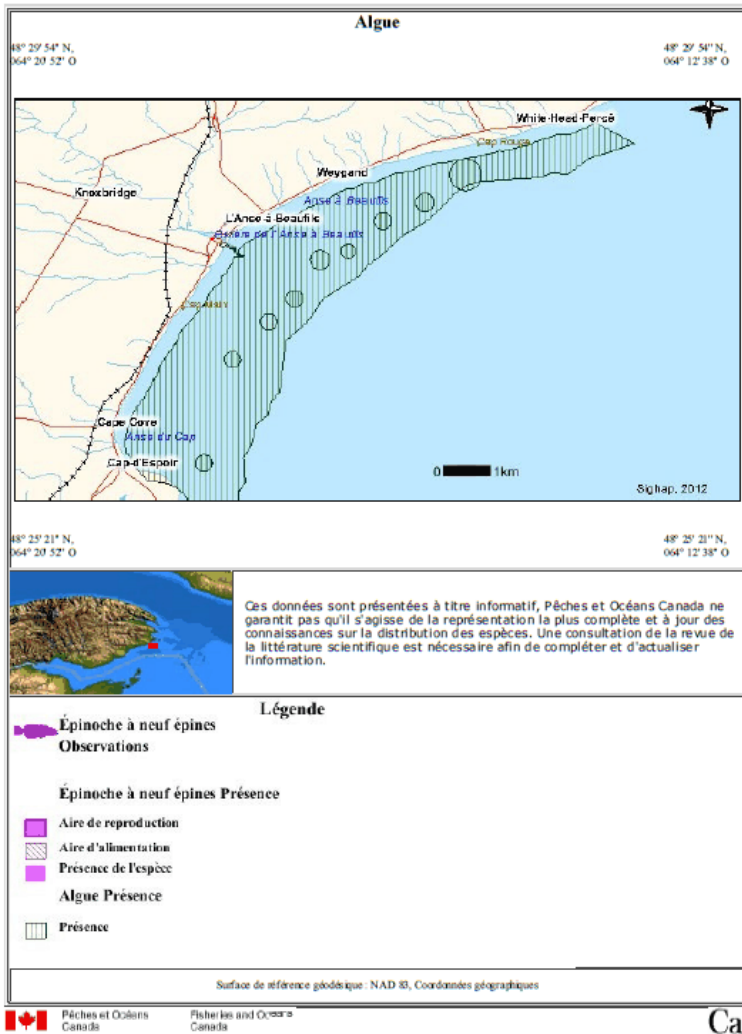 Algue
48° 29' 54" N,
064° 20' 52" O
48° 29' 54" N,
064° 12' 38" O
White-Head-Percé
Cap Rouge
Weygand
Knoxbridge
Anse à Beaufils
L'Anse-à-Beaufils
Rivière de l'Anse à Beaufils
Cape Cove
Anse du Cap
Cap-d'Espoir
0 1km
Sighap, 2012
48° 25' 21" N,
064° 20' 52" O
48° 25' 21" N,
064° 12' 38" O
Ces données sont présentées à titre informatif, Pêches et Océans Canada ne
garantit pas qu'il s'agisse de la représentation la plus complète et à jour des
connaissances sur la distribution des espèces. Une consultation de la revue de
la littérature scientifique est nécessaire afin de compléter et d'actualiser
l'information.
Légende
Épinoche à neuf épines
Observations
Épinoche à neuf épines Présence
Aire de reproduction
Aire d'alimentation
Présence de l'espèce
Algue Présence
Présence
Surface de référence géodésique : NAD 83, Coordonnées géographiques
Pêches et Océans
Canada
Fisheries and Oceans
Canada
Ca